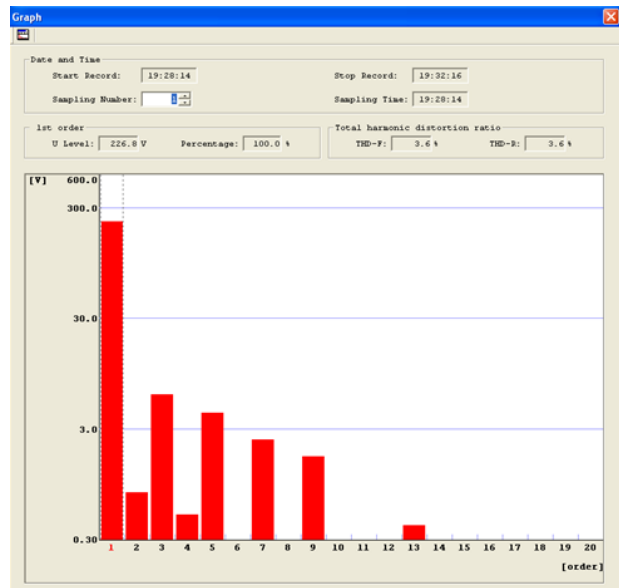 Graph
Date and Time
Start Record: 19:28:14 Stop Record: 19:32:16
Sampling Number: 1 Sampling Time: 19:28:14
1st order Total harmonic distortion ratio
U Level: 226.8 V Percentage: 100.0 % THD-F: 3.6 % THD-R: 3.6 %
[V] 600.0
300.0
30.0
3.0
0.30
1 2 3 4 5 6 7 8 9 10 11 12 13 14 15 16 17 18 19 20
[order]